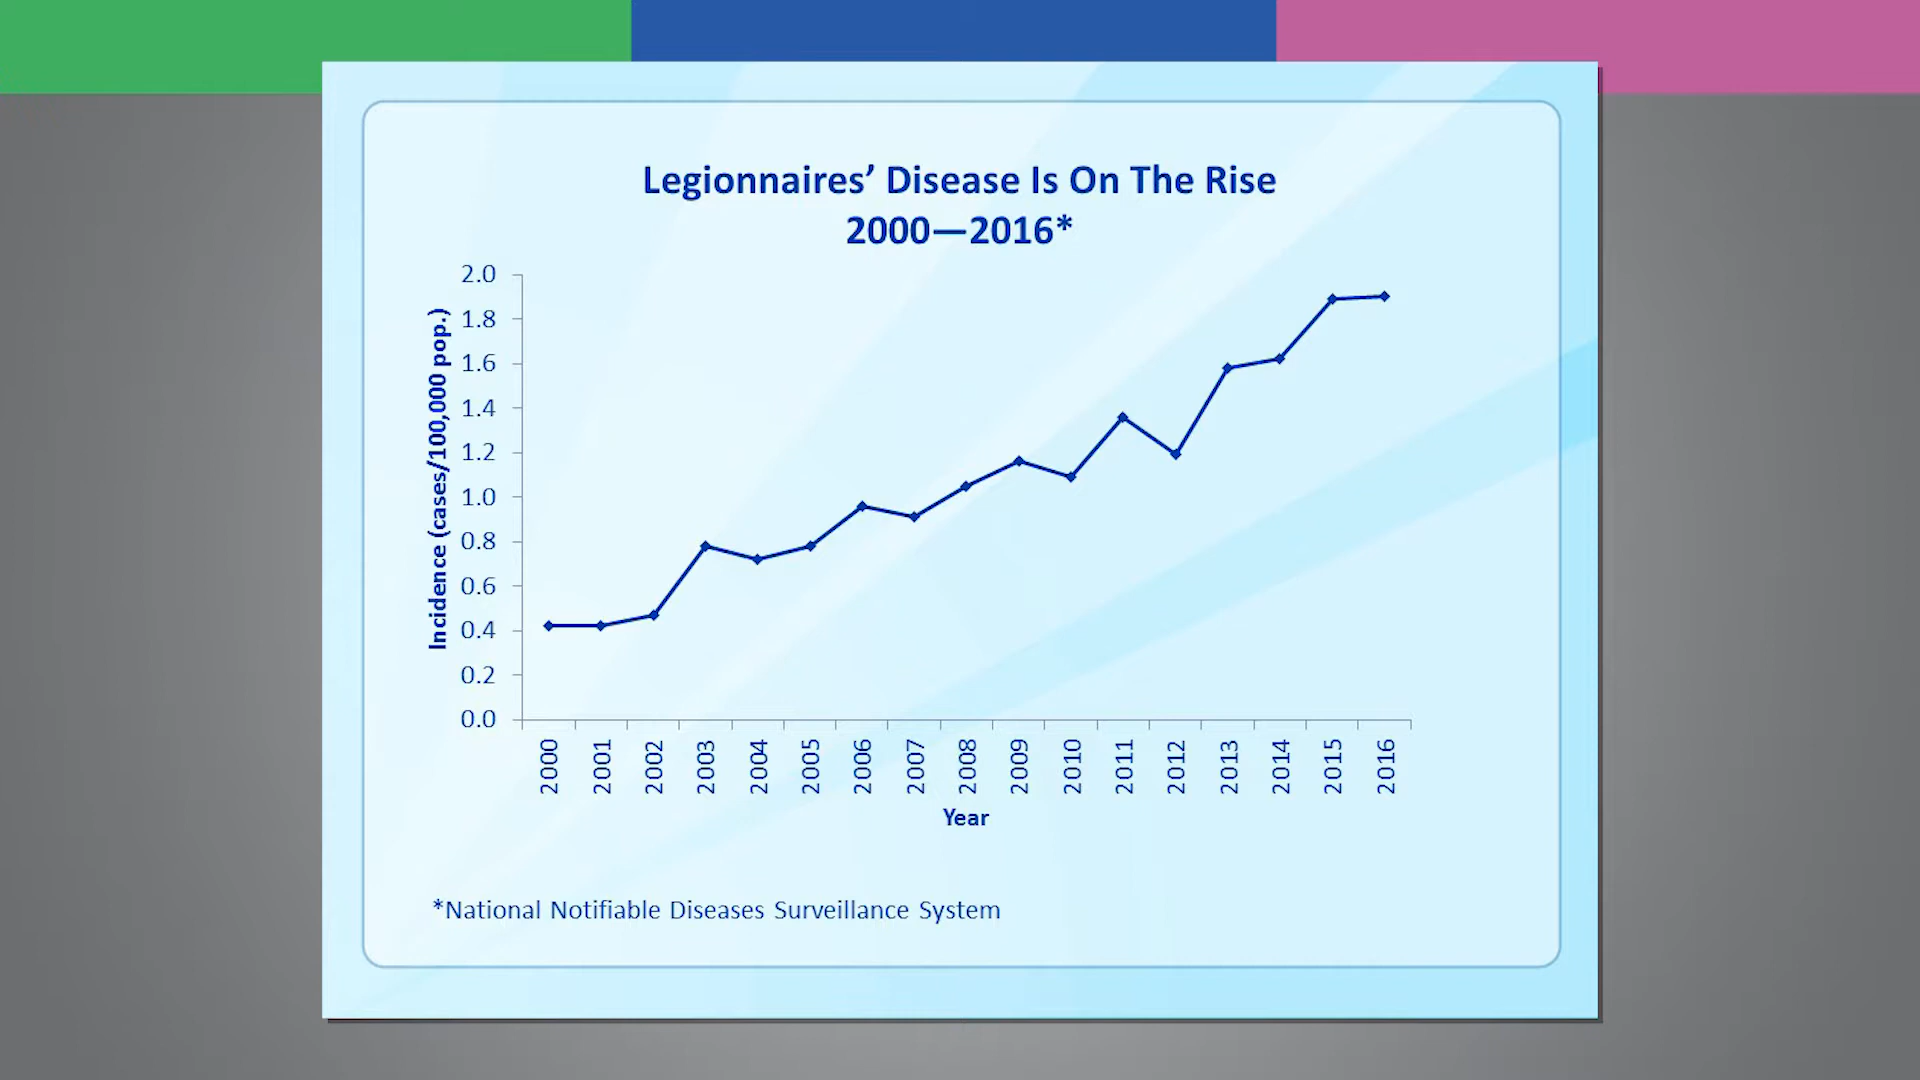 Legionnaires’ Disease Is On The Rise
2000—2016*
Incidence (cases/100,000 pop.)
2.0
1.8
1.6
1.4
1.2
1.0
0.8
0.6
0.4
0.2
0.0
2000 2001 2002 2003 2004 2005 2006 2007 2008 2009 2010 2011 2012 2013 2014 2015 2016
Year
*National Notifiable Diseases Surveillance System